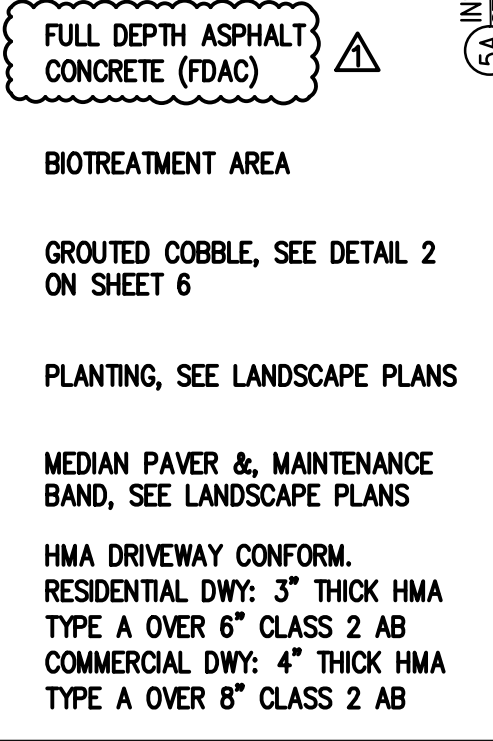 FULL DEPTH ASPHALT
CONCRETE (FDAC)
1
BIOTREATMENT AREA
GROUTED COBBLE, SEE DETAIL 2
ON SHEET 6
PLANTING, SEE LANDSCAPE PLANS
MEDIAN PAVER &, MAINTENANCE
BAND, SEE LANDSCAPE PLANS
HMA DRIVEWAY CONFORM.
RESIDENTIAL DWY: 3" THICK HMA
TYPE A OVER 6" CLASS 2 AB
COMMERCIAL DWY: 4" THICK HMA
TYPE A OVER 8" CLASS 2 AB
IN
5A